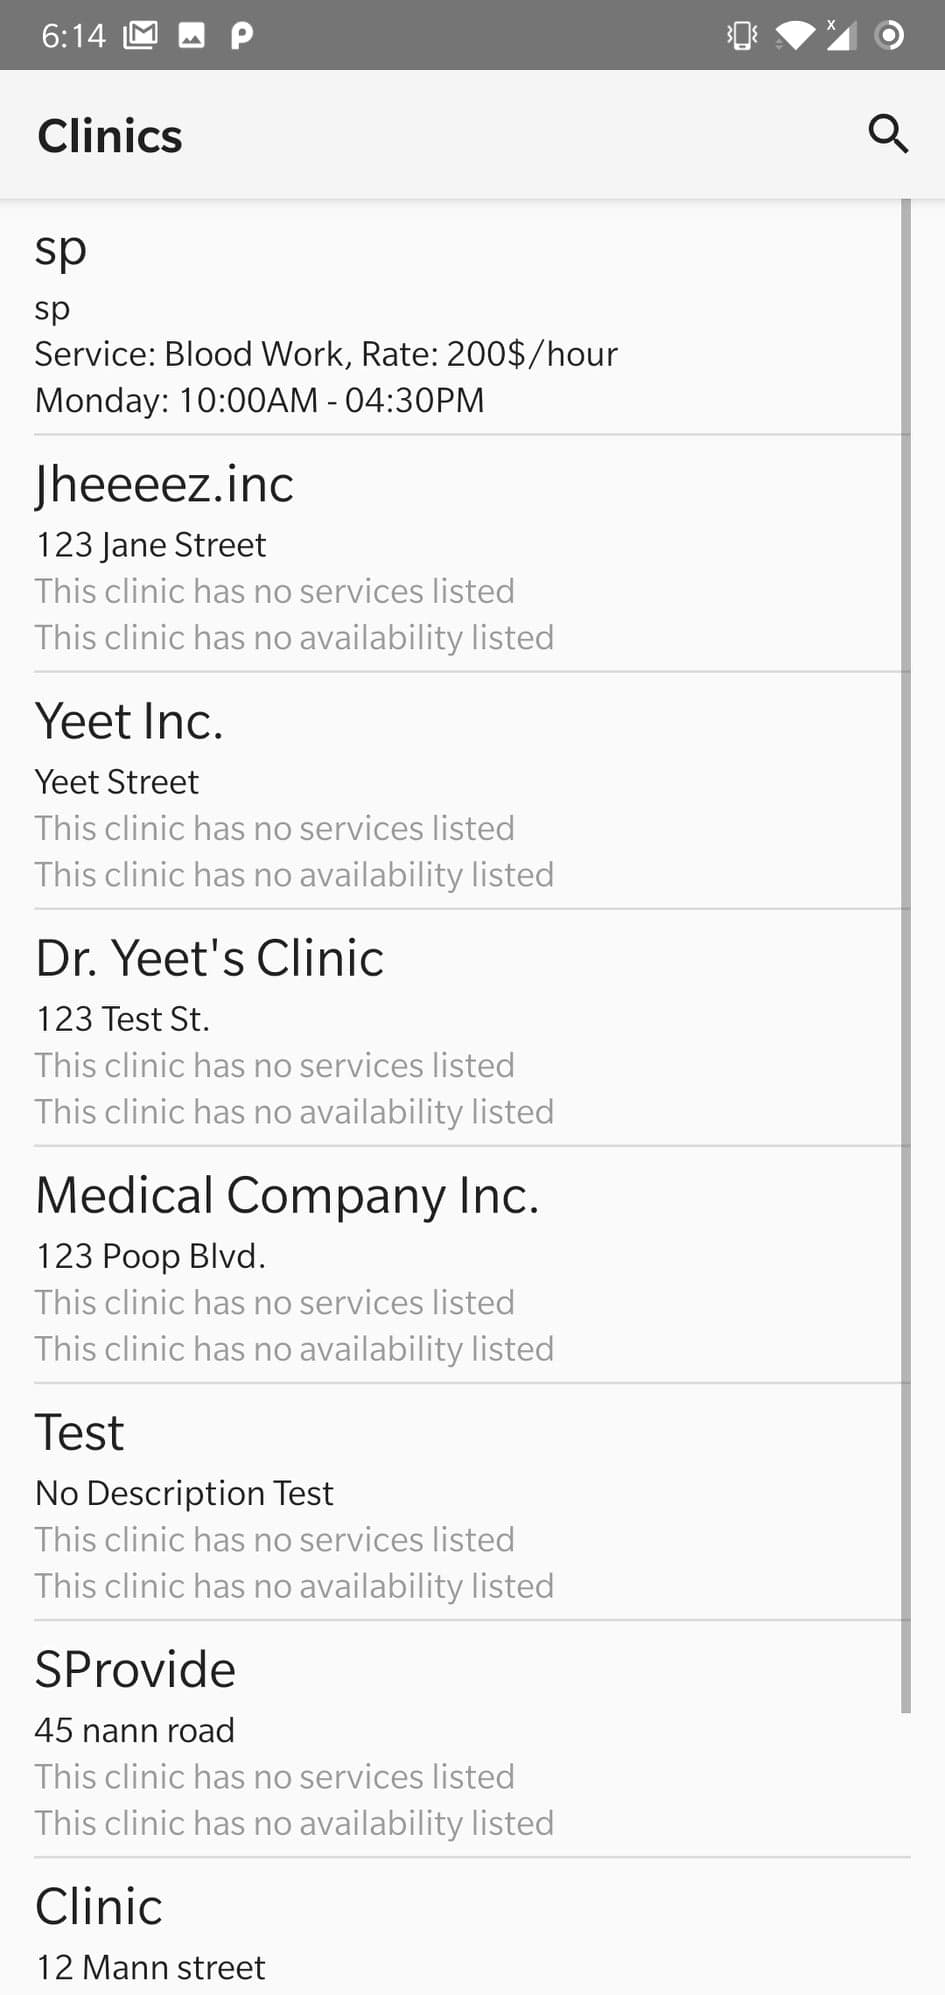 6:14
Clinics
sp
sp
Service: Blood Work, Rate: 200$/hour
Monday: 10:00AM - 04:30PM
Jheeeez.inc
123 Jane Street
This clinic has no services listed
This clinic has no availability listed
Yeet Inc.
Yeet Street
This clinic has no services listed
This clinic has no availability listed
Dr. Yeet's Clinic
123 Test St.
This clinic has no services listed
This clinic has no availability listed
Medical Company Inc.
123 Poop Blvd.
This clinic has no services listed
This clinic has no availability listed
Test
No Description Test
This clinic has no services listed
This clinic has no availability listed
SProvide
45 nann road
This clinic has no services listed
This clinic has no availability listed
Clinic
12 Mann street